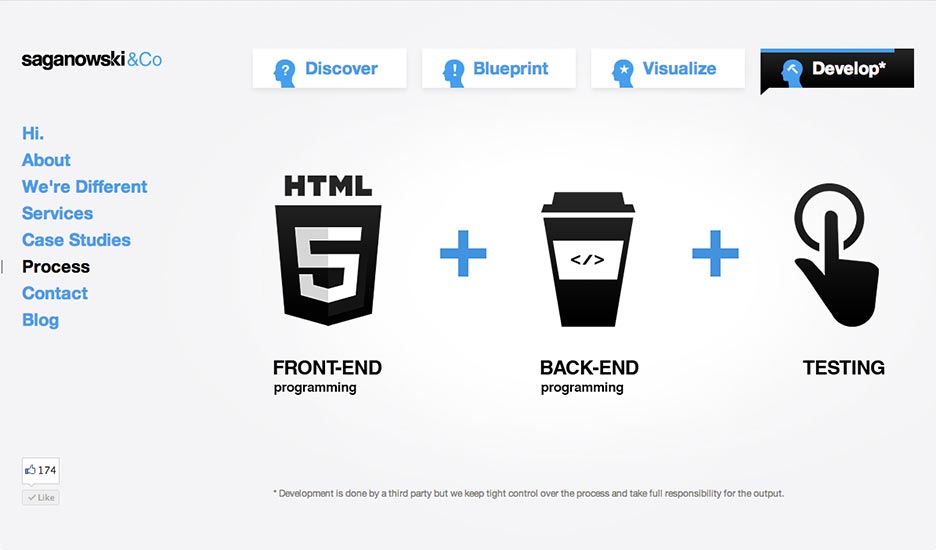 saganowski&Co
? Discover
! Blueprint
Visualize
Develop*
Hi.
About
We're Different
Services
Case Studies
Process
Contact
Blog
HTML
5
</>
FRONT-END
programming
BACK-END
programming
TESTING
174
Like
* Development is done by a third party but we keep tight control over the process and take full responsibility for the output.